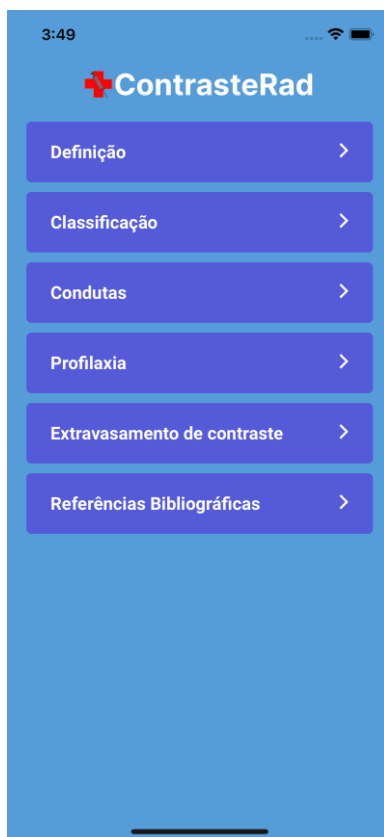 3:49
ContrasteRad
Definição
Classificação
Condutas
Profilaxia
Extravasamento de contraste
Referências Bibliográficas